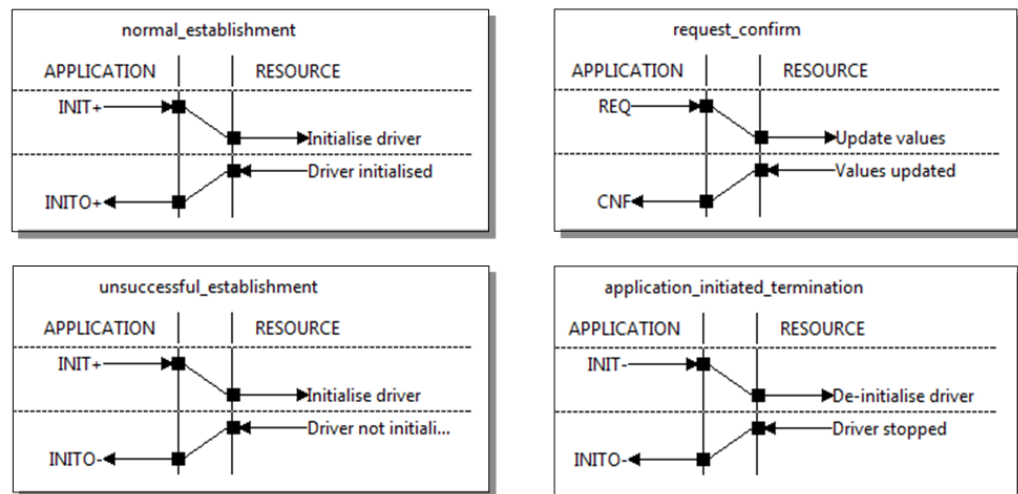 normal_establishment
APPLICATION RESOURCE
INIT+ Initialise driver
Driver initialised
INITO+
request_confirm
APPLICATION RESOURCE
REQ Update values
Values updated
CNF
unsuccessful_establishment
APPLICATION RESOURCE
INIT+ Initialise driver
Driver not initiali...
INITO-
application_initiated_termination
APPLICATION RESOURCE
INIT- De-initialise driver
Driver stopped
INITO-